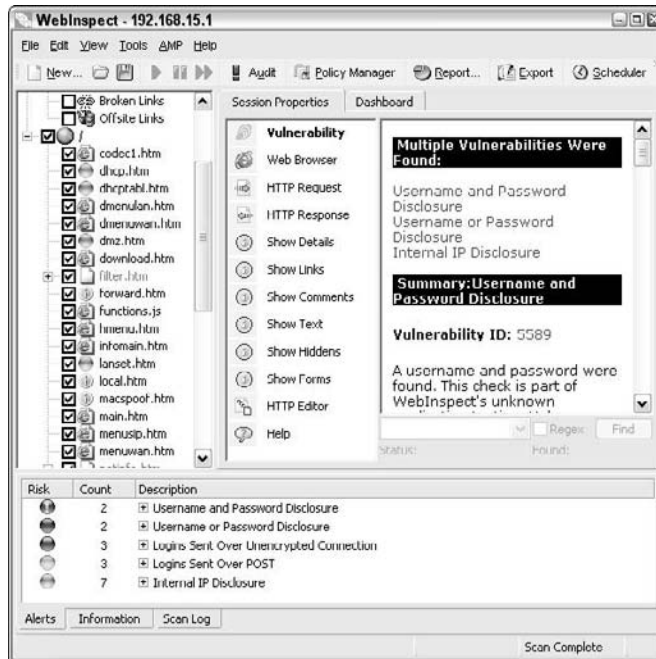 WebInspect - 192.168.15.1
File Edit View Tools AMP Help
New... Audit Policy Manager Report... Export Scheduler
Broken Links
Offsite Links
/
codec1.htm
dhcp.htm
dhcptabl.htm
dmenulan.htm
dmenuwan.htm
dmz.htm
download.htm
filter.htm
forward.htm
functions.js
hmenu.htm
infomain.htm
lanset.htm
local.htm
macspoof.htm
main.htm
menusip.htm
menuwan.htm
Session Properties Dashboard
Vulnerability
Web Browser
HTTP Request
HTTP Response
Show Details
Show Links
Show Comments
Show Text
Show Hiddens
Show Forms
HTTP Editor
Help
Multiple Vulnerabilities Were
Found:
Username and Password
Disclosure
Username or Password
Disclosure
Internal IP Disclosure
Summary:Username and
Password Disclosure
Vulnerability ID: 5589
A username and password were
found. This check is part of
WebInspect's unknown
Regex Find
Status: Found:
Risk Count Description
2 Username and Password Disclosure
2 Username or Password Disclosure
3 Logins Sent Over Unencrypted Connection
3 Logins Sent Over POST
7 Internal IP Disclosure
Alerts Information Scan Log
Scan Complete